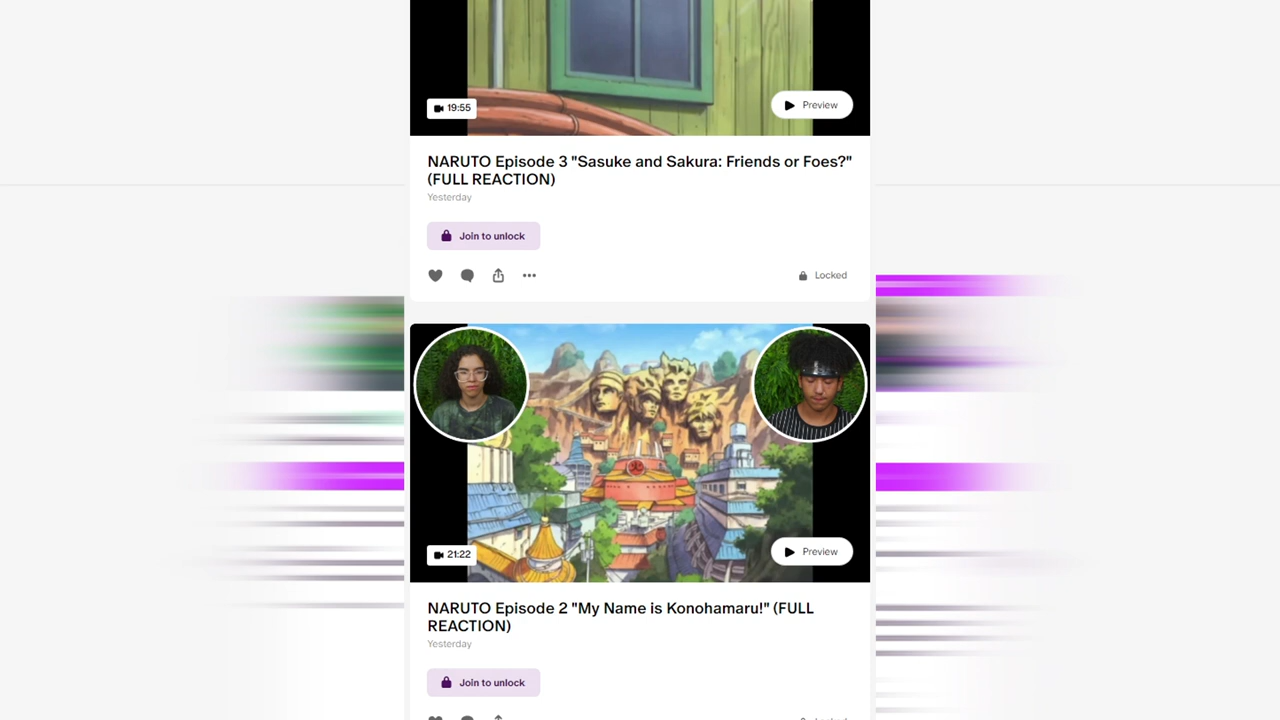 19:55
Preview
NARUTO Episode 3 "Sasuke and Sakura: Friends or Foes?"
(FULL REACTION)
Yesterday
Join to unlock
Locked
21:22
Preview
NARUTO Episode 2 "My Name is Konohamaru!" (FULL
REACTION)
Yesterday
Join to unlock
Locked